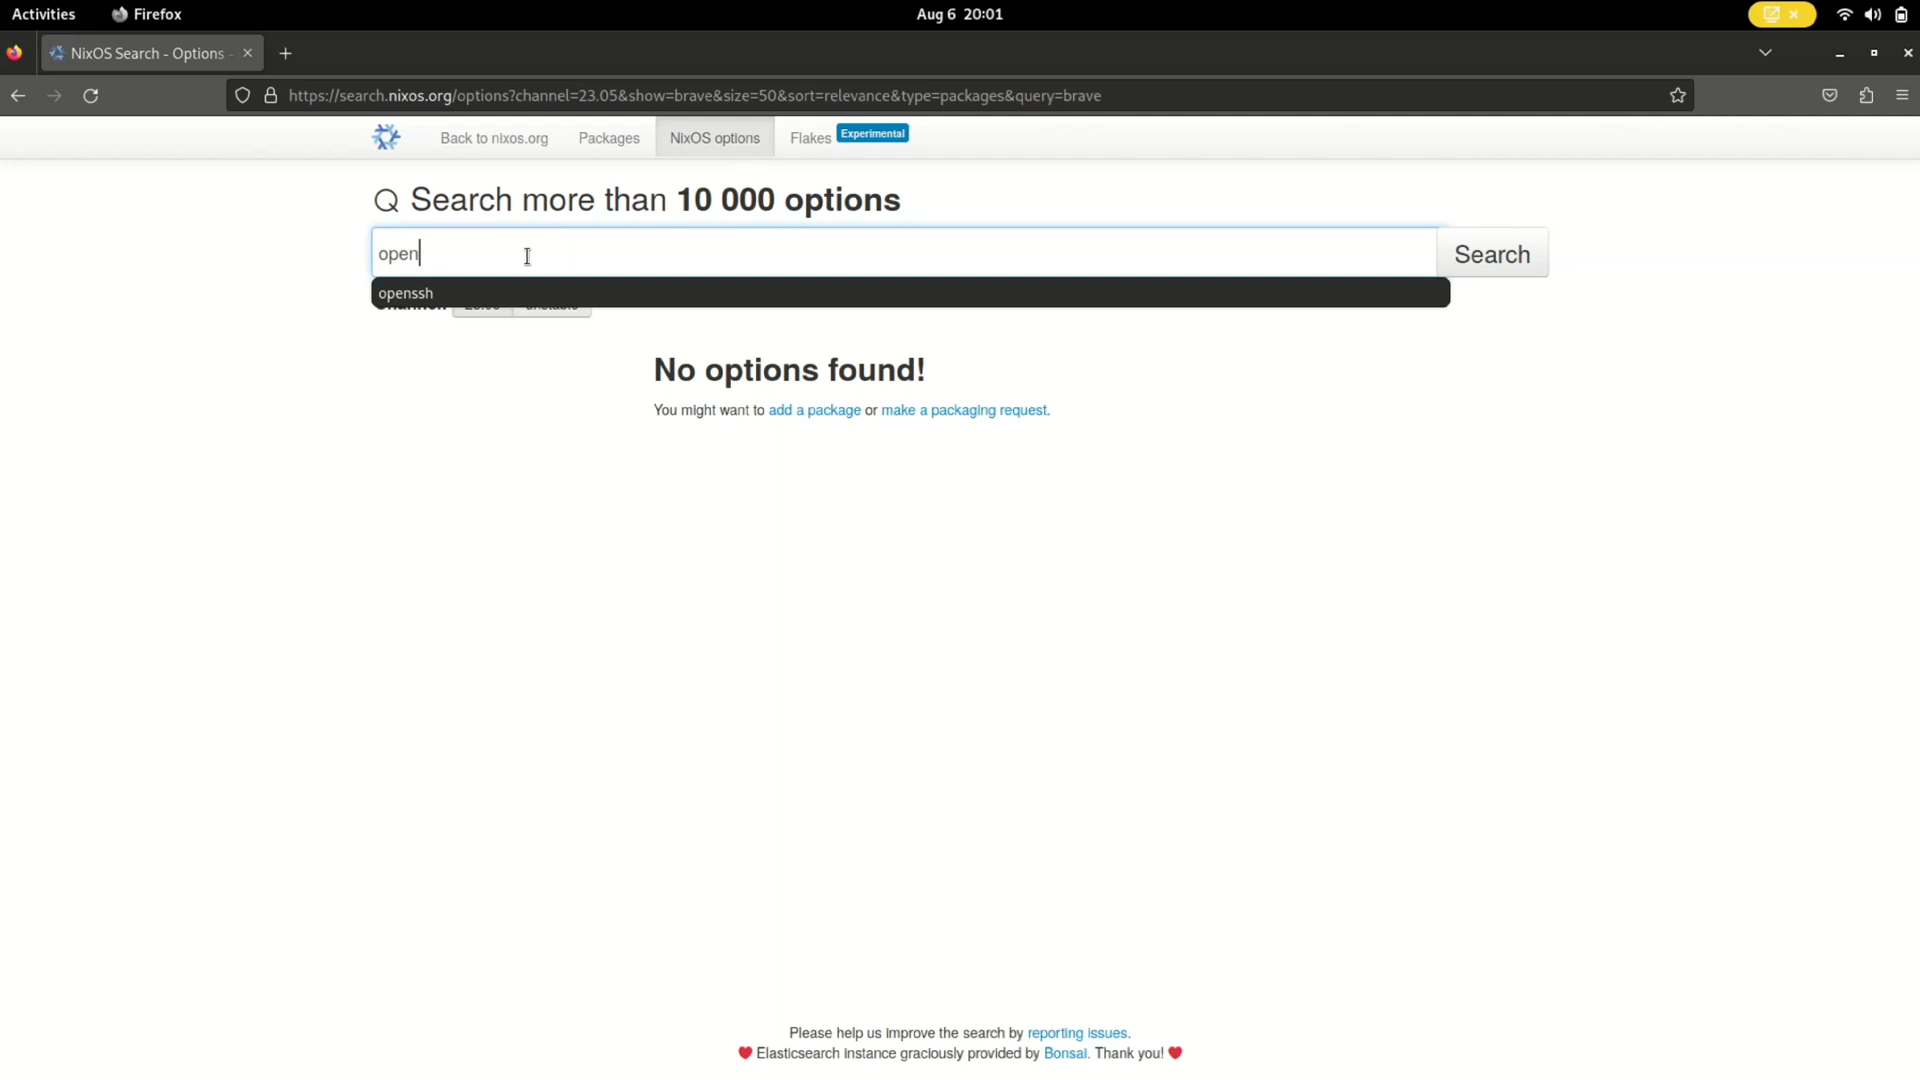 Activities Firefox Aug 6 20:01
NixOS Search - Options -
https://search.nixos.org/options?channel=23.05&show=brave&size=50&sort=relevance&type=packages&query=brave
Back to nixos.org Packages NixOS options Flakes Experimental
Search more than 10 000 options
open Search
openssh
No options found!
You might want to add a package or make a packaging request.
Please help us improve the search by reporting issues.
Elasticsearch instance graciously provided by Bonsai. Thank you!